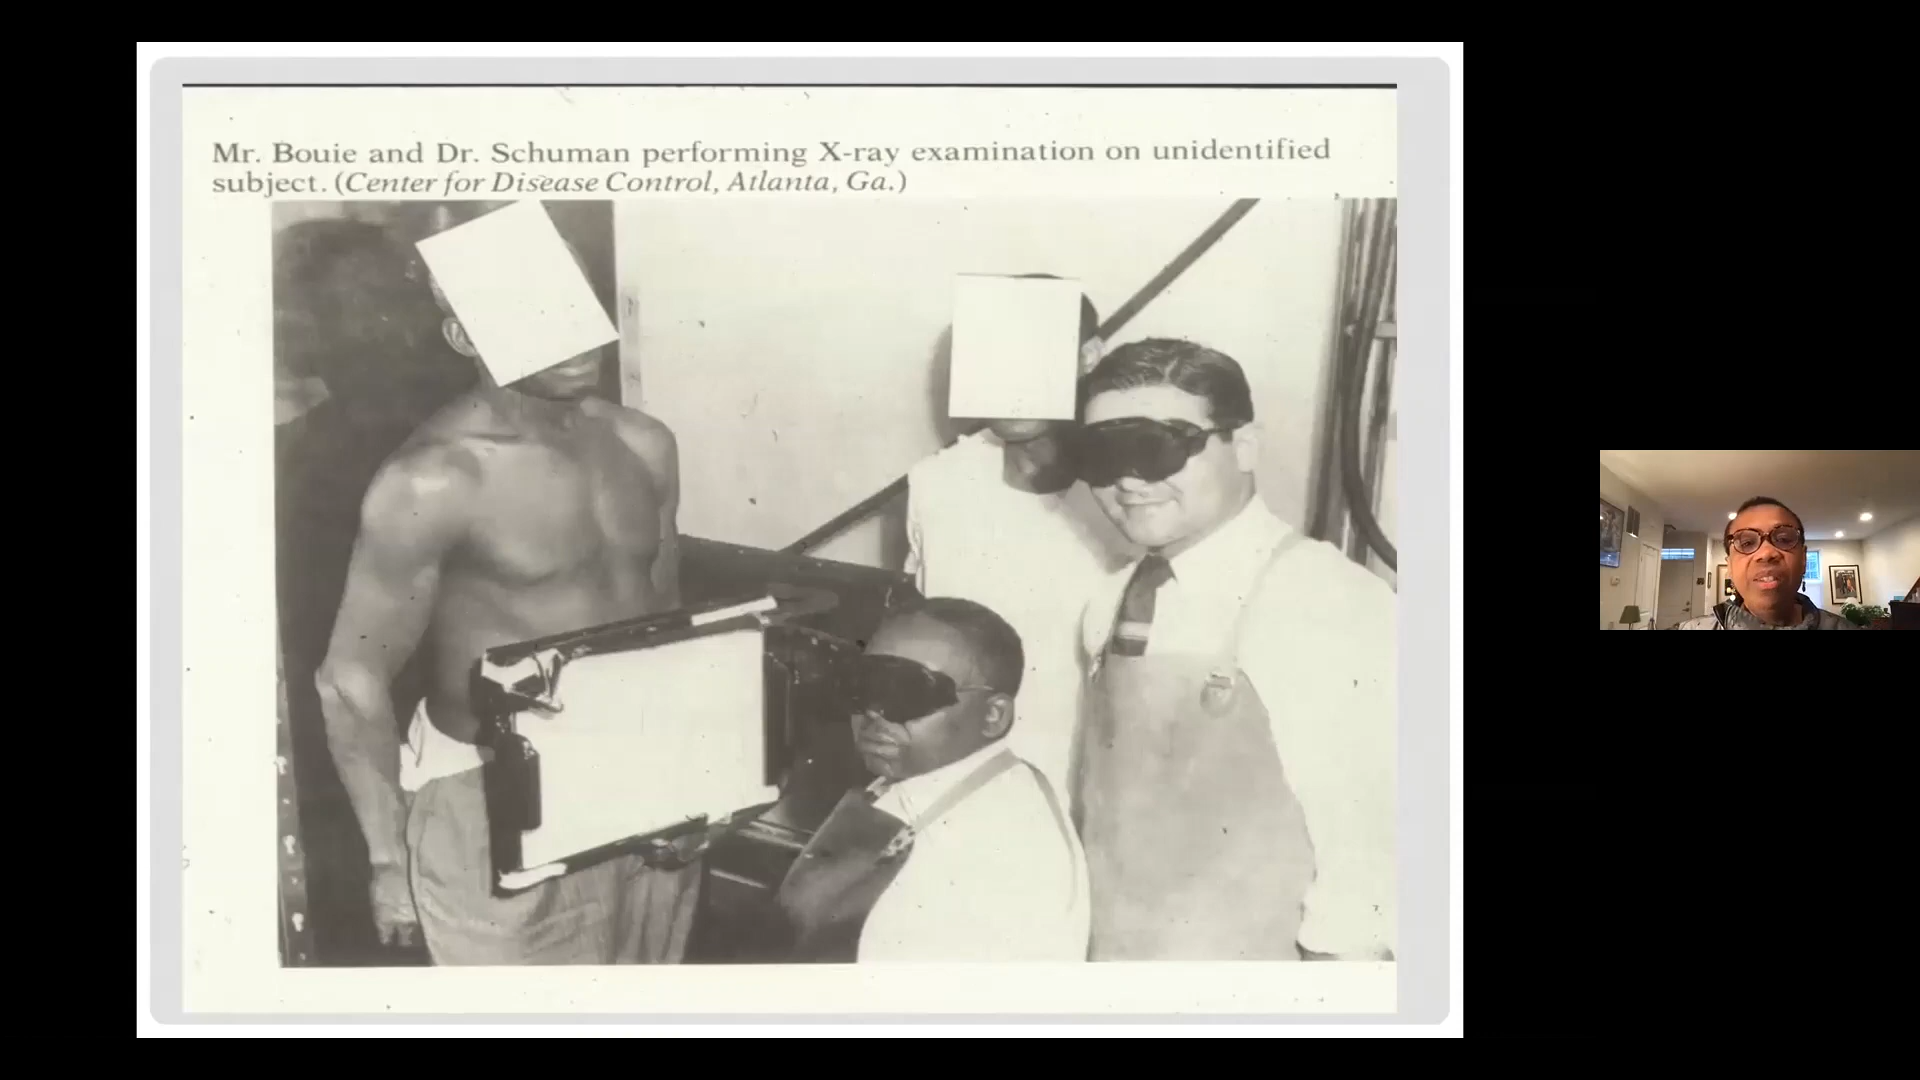 Mr. Bouie and Dr. Schuman performing X-ray examination on unidentified
subject. (Center for Disease Control, Atlanta, Ga.)